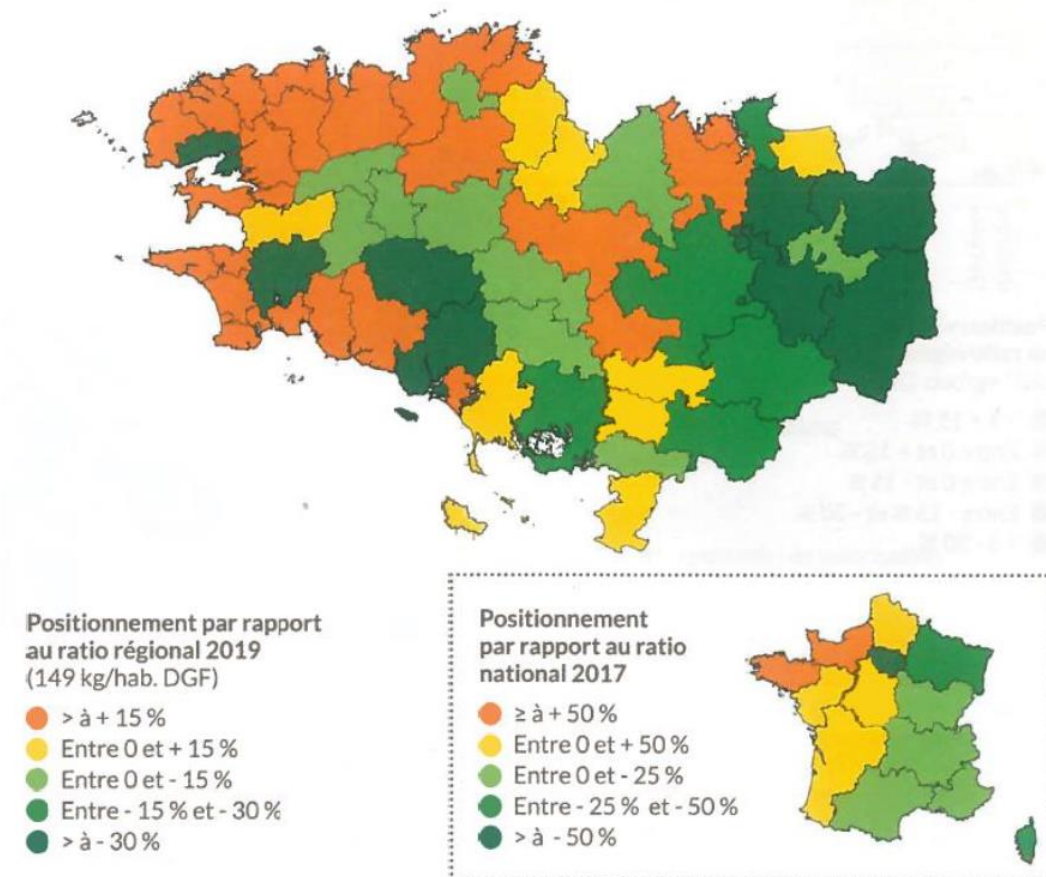 Positionnement par rapport
au ratio régional 2019
(149 kg/hab. DGF)
> à + 15 %
Entre 0 et + 15 %
Entre 0 et - 15 %
Entre - 15 % et - 30 %
> à - 30 %
Positionnement
par rapport au ratio
national 2017
≥ à + 50 %
Entre 0 et + 50 %
Entre 0 et - 25 %
Entre - 25 % et - 50 %
> à - 50 %